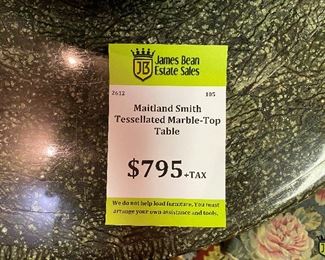 James Bean
Estate Sales
JB
2612 105
Maitland Smith
Tessellated Marble-Top
Table
$795 +TAX
We do not help load furniture. You must
arrange your own assistance and tools.